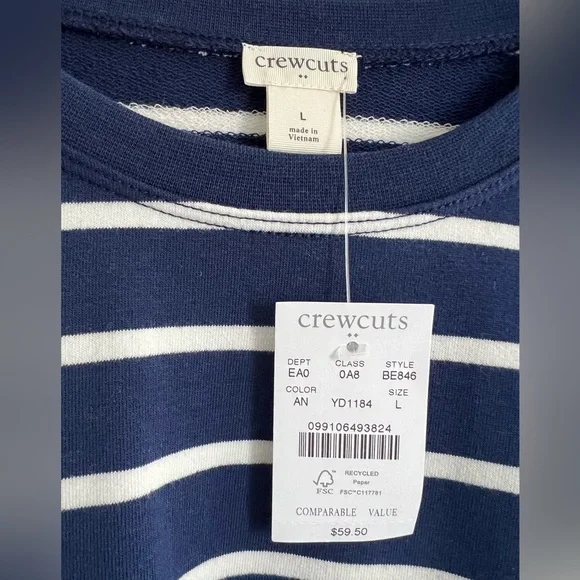 crewcuts
L
made in
Vietnam
crewcuts
DEPT CLASS STYLE
EA0 0A8 BE846
COLOR SIZE
AN YD1184 L
099106493824
RECYCLED
Paper
FSC
FSC™C117781
COMPARABLE VALUE
$59.50